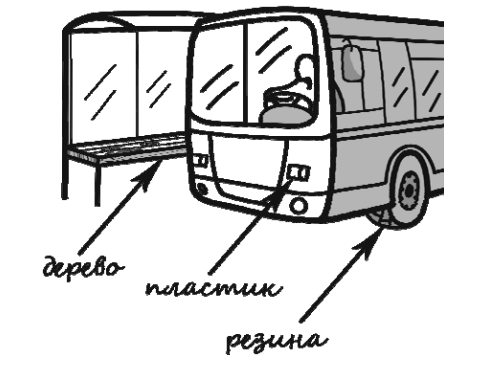 дерево
пластик
резина